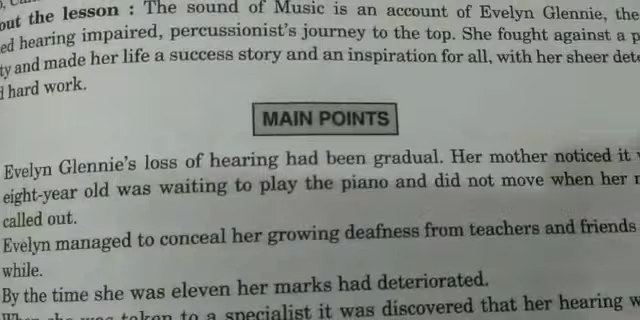 out the lesson : The sound of Music is an account of Evelyn Glennie, the
hearing impaired, percussionist's journey to the top. She fought against a
and made her life a success story and an inspiration for all, with her sheer
hard work.
MAIN POINTS
Evelyn Glennie's loss of hearing had been gradual. Her mother noticed it
eight-year old was waiting to play the piano and did not move when her
called out.
Evelyn managed to conceal her growing deafness from teachers and friends
while.
By the time she was eleven her marks had deteriorated.
she was taken to a specialist it was discovered that her hearing